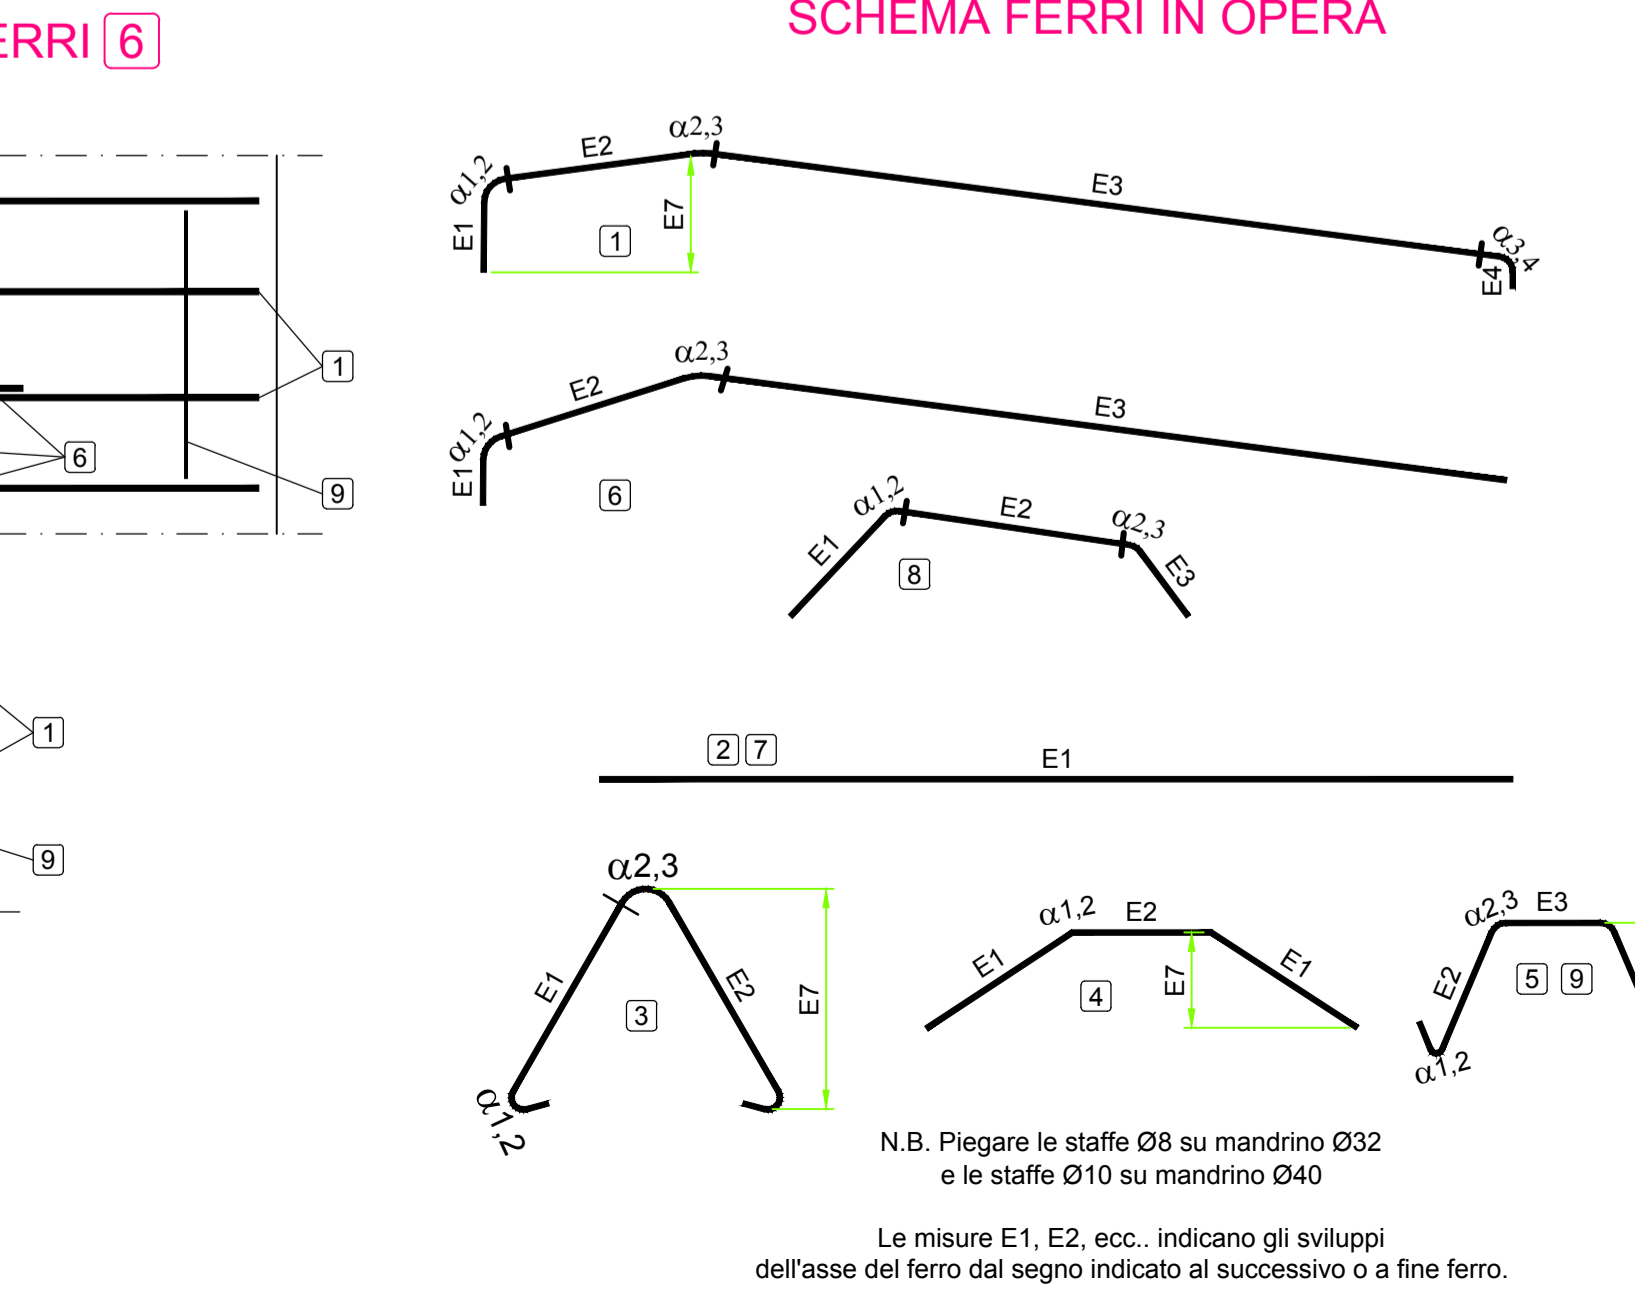 ERRI 6
SCHEMA FERRI IN OPERA
α1,2
E2
α2,3
E3
α3,4
E1
1
E7
E4
1
6
9
α1,2
E2
α2,3
E3
E1
6
α1,2
E2
α2,3
E1
8
E3
1
9
2 7
E1
α2,3
E1
E2
3
E7
α1,2
α1,2
E2
E1
E1
4
E7
α2,3
E3
E2
5 9
α1,2
N.B. Piegare le staffe Ø8 su mandrino Ø32
e le staffe Ø10 su mandrino Ø40
Le misure E1, E2, ecc.. indicano gli sviluppi
dell'asse del ferro dal segno indicato al successivo o a fine ferro.